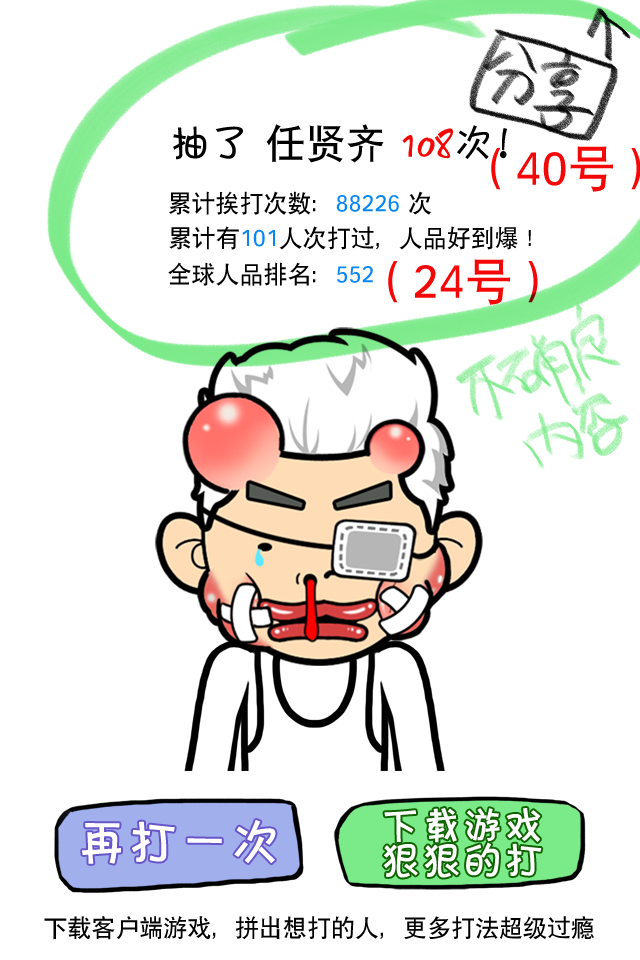 分享
抽了 任贤齐 108次!
(40号)
累计挨打次数: 88226 次
累计有101人次打过, 人品好到爆!
全球人品排名: 552 (24号)
不确定
内容
再打一次
下载游戏
狠狠的打
下载客户端游戏, 拼出想打的人, 更多打法超级过瘾